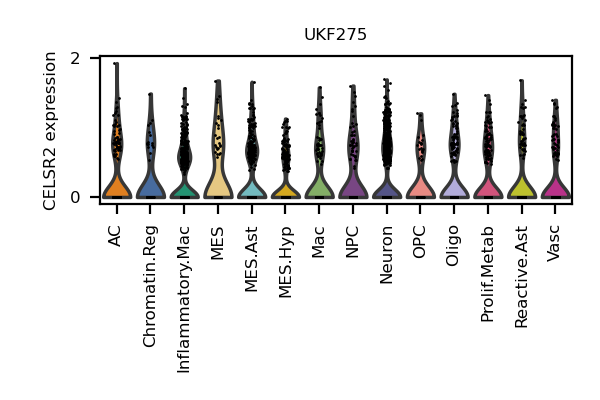 UKF275
CELSR2 expression
2
0
AC
Chromatin.Reg
Inflammatory.Mac
MES
MES.Ast
MES.Hyp
Mac
NPC
Neuron
OPC
Oligo
Prolif.Metab
Reactive.Ast
Vasc